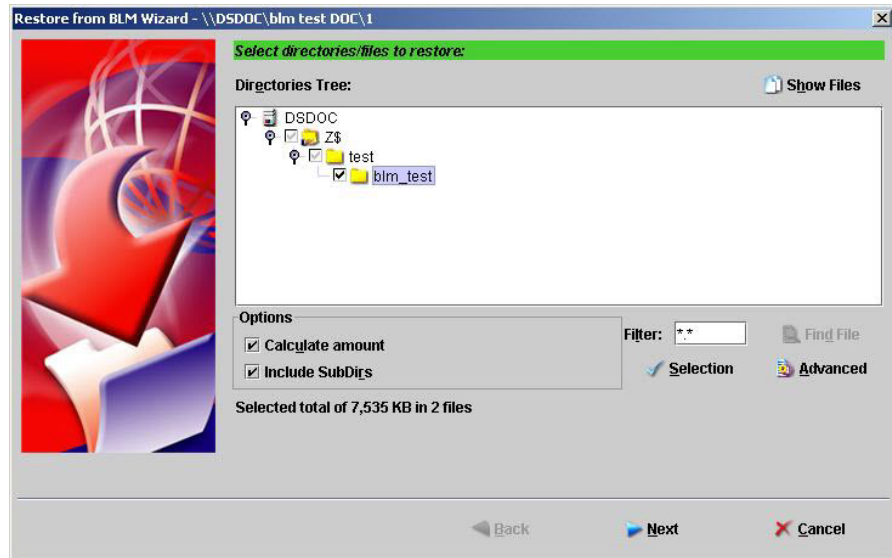 Restore from BLM Wizard - \\DSDOC\blm test DOC\1
Select directories/files to restore:
Directories Tree:
Show Files
DSDOC
Z$
test
blm_test
Options
Calculate amount
Include SubDirs
Filter: *.*
Find File
Selection
Advanced
Selected total of 7,535 KB in 2 files
Back
Next
Cancel